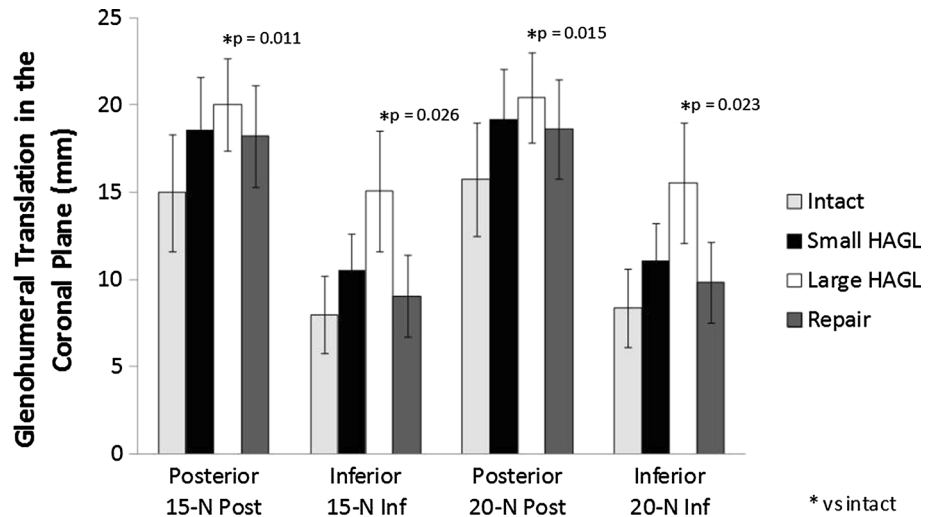 Glenohumeral Translation in the
Coronal Plane (mm)
25
20
15
10
5
0
*p = 0.011
*p = 0.026
*p = 0.015
*p = 0.023
Intact
Small HAGL
Large HAGL
Repair
Posterior
15-N Post
Inferior
15-N Inf
Posterior
20-N Post
Inferior
20-N Inf
* vs intact